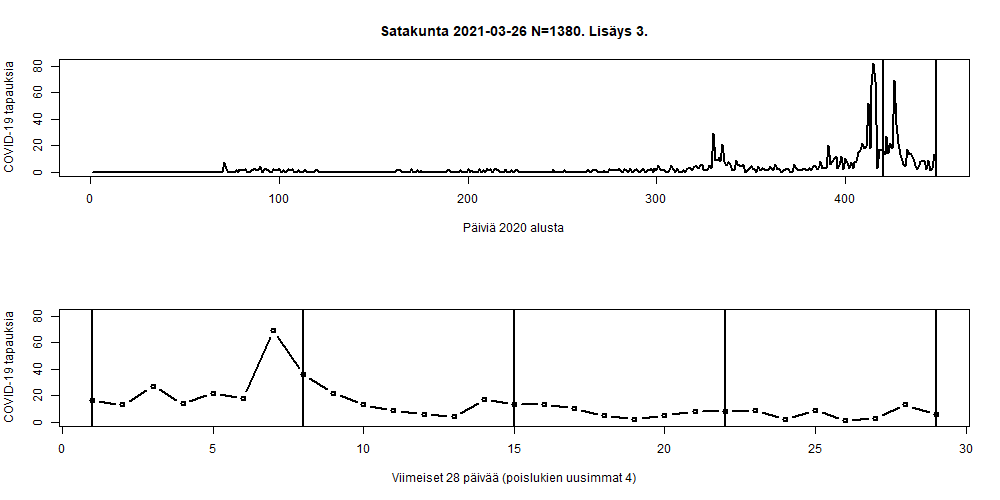 Satakunta 2021-03-26 N=1380. Lisäys 3.
COVID-19 tapauksia
80
60
40
20
0
0 100 200 300 400
Päiviä 2020 alusta
COVID-19 tapauksia
80
60
40
20
0
0 5 10 15 20 25 30
Viimeiset 28 päivää (poislukien uusimmat 4)